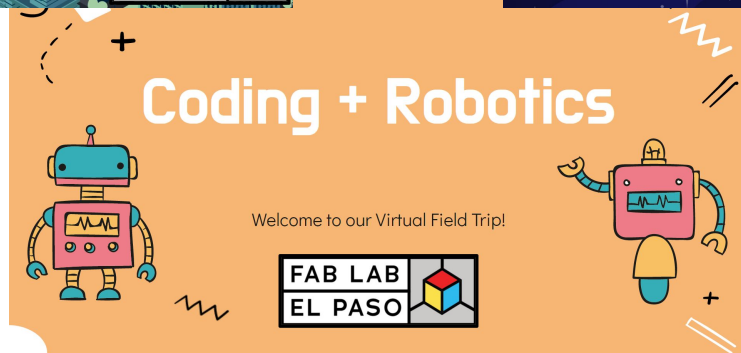 Coding + Robotics
Welcome to our Virtual Field Trip!
FAB LAB
EL PASO